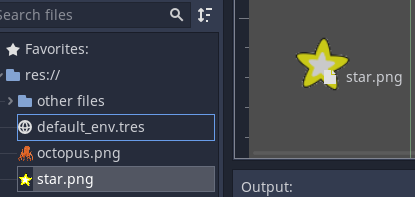 Search files
Favorites:
res://
other files
default_env.tres
octopus.png
star.png
star.png
Output: